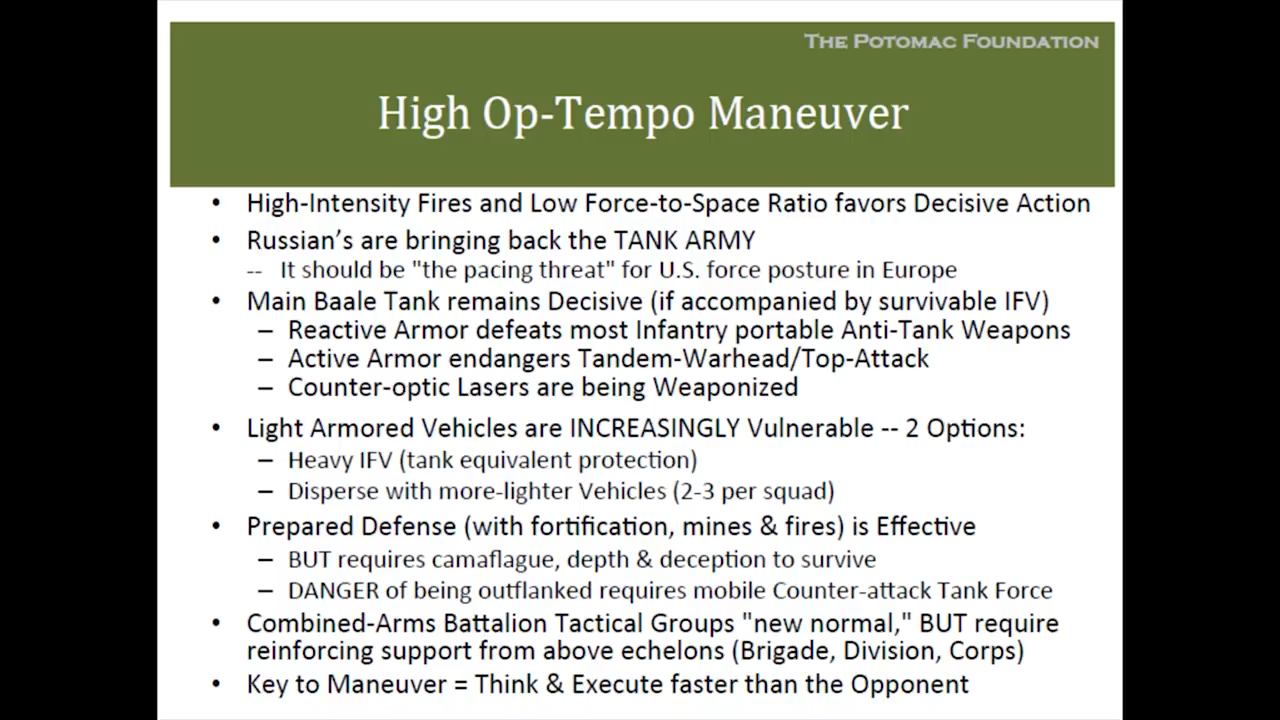 THE POTOMAC FOUNDATION
High Op-Tempo Maneuver
• High-Intensity Fires and Low Force-to-Space Ratio favors Decisive Action
• Russian's are bringing back the TANK ARMY
-- It should be "the pacing threat" for U.S. force posture in Europe
• Main Baale Tank remains Decisive (if accompanied by survivable IFV)
– Reactive Armor defeats most Infantry portable Anti-Tank Weapons
– Active Armor endangers Tandem-Warhead/Top-Attack
– Counter-optic Lasers are being Weaponized
• Light Armored Vehicles are INCREASINGLY Vulnerable -- 2 Options:
– Heavy IFV (tank equivalent protection)
– Disperse with more-lighter Vehicles (2-3 per squad)
• Prepared Defense (with fortification, mines & fires) is Effective
– BUT requires camaflague, depth & deception to survive
– DANGER of being outflanked requires mobile Counter-attack Tank Force
• Combined-Arms Battalion Tactical Groups "new normal," BUT require
reinforcing support from above echelons (Brigade, Division, Corps)
• Key to Maneuver = Think & Execute faster than the Opponent